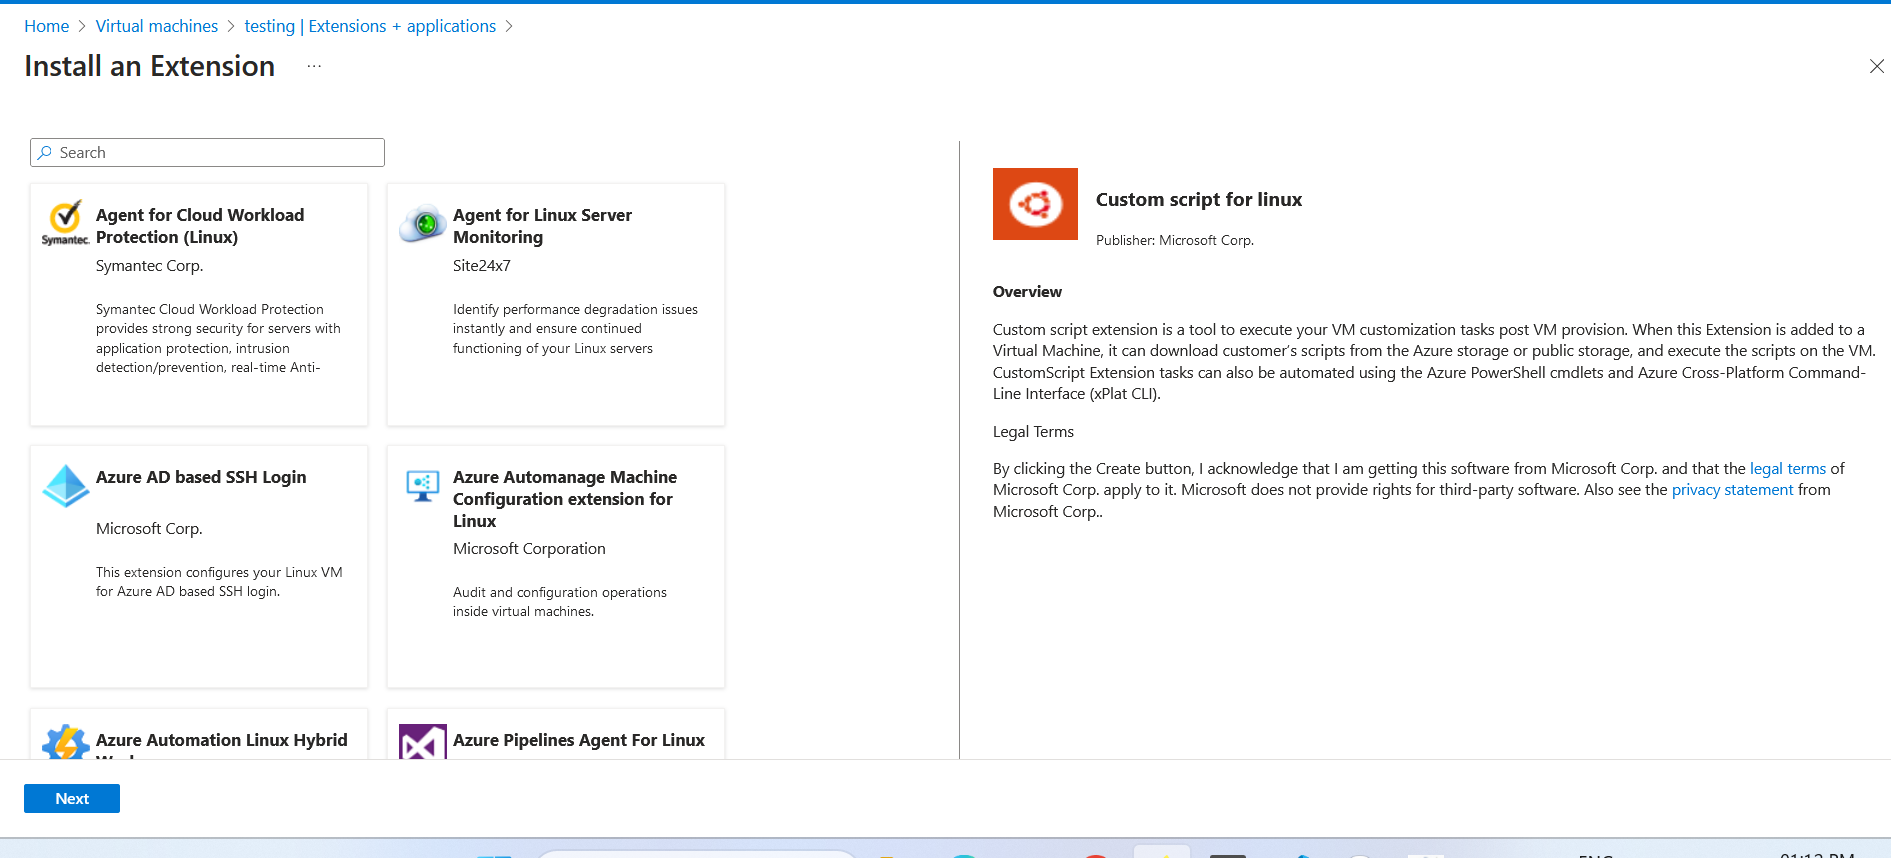 Home > Virtual machines > testing | Extensions + applications >
Install an Extension ...
Search
Symantec.
Agent for Cloud Workload
Protection (Linux)
Symantec Corp.
Symantec Cloud Workload Protection
provides strong security for servers with
application protection, intrusion
detection/prevention, real-time Anti-
Agent for Linux Server
Monitoring
Site24x7
Identify performance degradation issues
instantly and ensure continued
functioning of your Linux servers
Azure AD based SSH Login
Microsoft Corp.
This extension configures your Linux VM
for Azure AD based SSH login.
Azure Automanage Machine
Configuration extension for
Linux
Microsoft Corporation
Audit and configuration operations
inside virtual machines.
Azure Automation Linux Hybrid
Azure Pipelines Agent For Linux
Custom script for linux
Publisher: Microsoft Corp.
Overview
Custom script extension is a tool to execute your VM customization tasks post VM provision. When this Extension is added to a
Virtual Machine, it can download customer's scripts from the Azure storage or public storage, and execute the scripts on the VM.
CustomScript Extension tasks can also be automated using the Azure PowerShell cmdlets and Azure Cross-Platform Command-
Line Interface (xPlat CLI).
Legal Terms
By clicking the Create button, I acknowledge that I am getting this software from Microsoft Corp. and that the legal terms of
Microsoft Corp. apply to it. Microsoft does not provide rights for third-party software. Also see the privacy statement from
Microsoft Corp..
Next